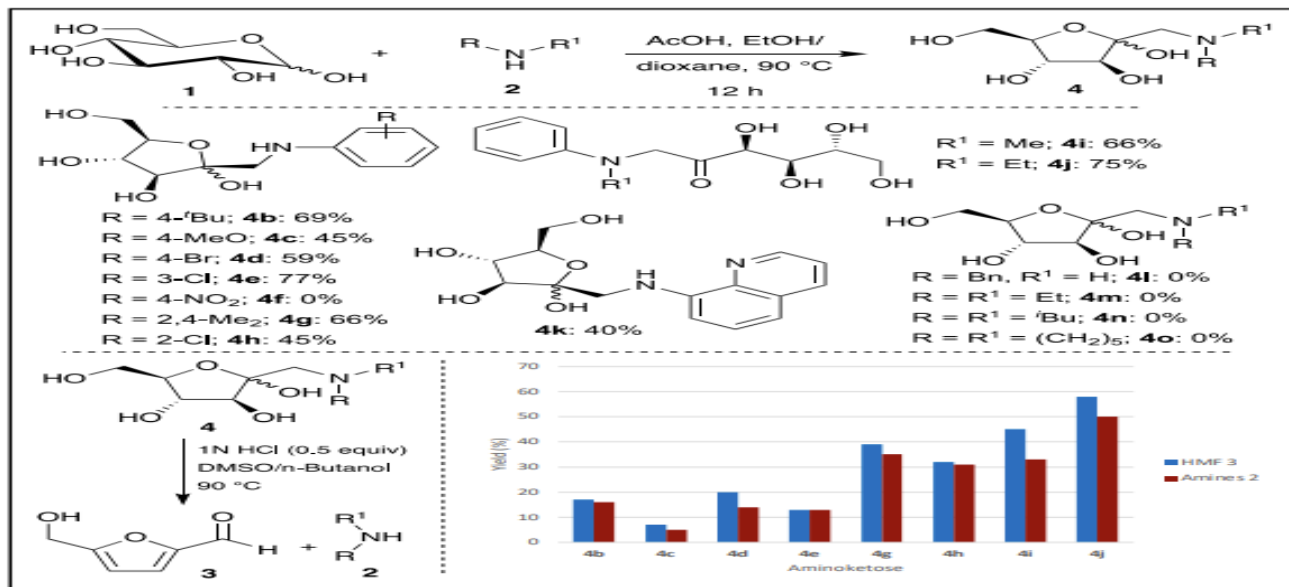 HO
HO
HO
OH
O
OH
1
+
R
N
H
R¹
2
AcOH, EtOH/
dioxane, 90 °C
12 h
HO
O
OH
HO
OH
N
R
R¹
4
HO
HO
HO
O
OH
HN
R
R = 4-ᵗBu; 4b: 69%
R = 4-MeO; 4c: 45%
R = 4-Br; 4d: 59%
R = 3-Cl; 4e: 77%
R = 4-NO₂; 4f: 0%
R = 2,4-Me₂; 4g: 66%
R = 2-Cl; 4h: 45%
N
R¹
O
OH
OH
OH
OH
OH
R¹ = Me; 4i: 66%
R¹ = Et; 4j: 75%
OH
HO
HO
O
OH
NH
N
4k: 40%
HO
O
OH
HO
OH
N
R
R¹
R = Bn, R¹ = H; 4l: 0%
R = R¹ = Et; 4m: 0%
R = R¹ = ⁱBu; 4n: 0%
R = R¹ = (CH₂)₅; 4o: 0%
HO
O
OH
HO
OH
N
R
R¹
4
1N HCl (0.5 equiv)
DMSO/n-Butanol
90 °C
OH
O
O
H
3
+
R¹
NH
R
2
Yield (%)
70
60
50
40
30
20
10
0
4b 4c 4d 4e 4g 4h 4i 4j
Aminoketose
HMF 3
Amines 2